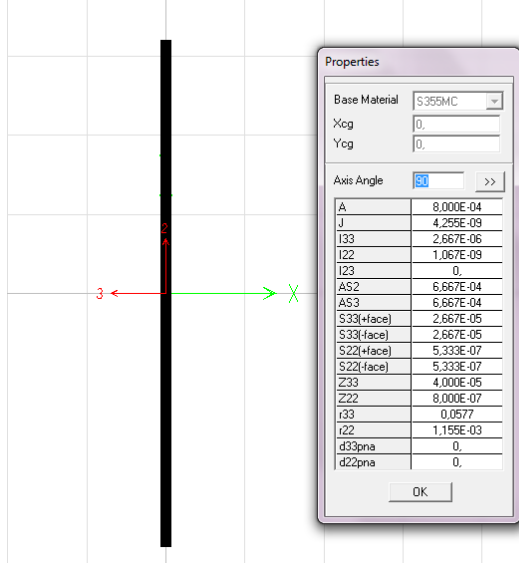 Properties
Base Material S355MC
Xcg 0,
Ycg 0,
Axis Angle 90 >>
A 8,000E-04
J 4,255E-09
I33 2,667E-06
I22 1,067E-09
I23 0,
AS2 6,667E-04
AS3 6,667E-04
S33(+face) 2,667E-05
S33(-face) 2,667E-05
S22(+face) 5,333E-07
S22(-face) 5,333E-07
Z33 4,000E-05
Z22 8,000E-07
r33 0,0577
r22 1,155E-03
d33pna 0,
d22pna 0,
OK
2
3
X